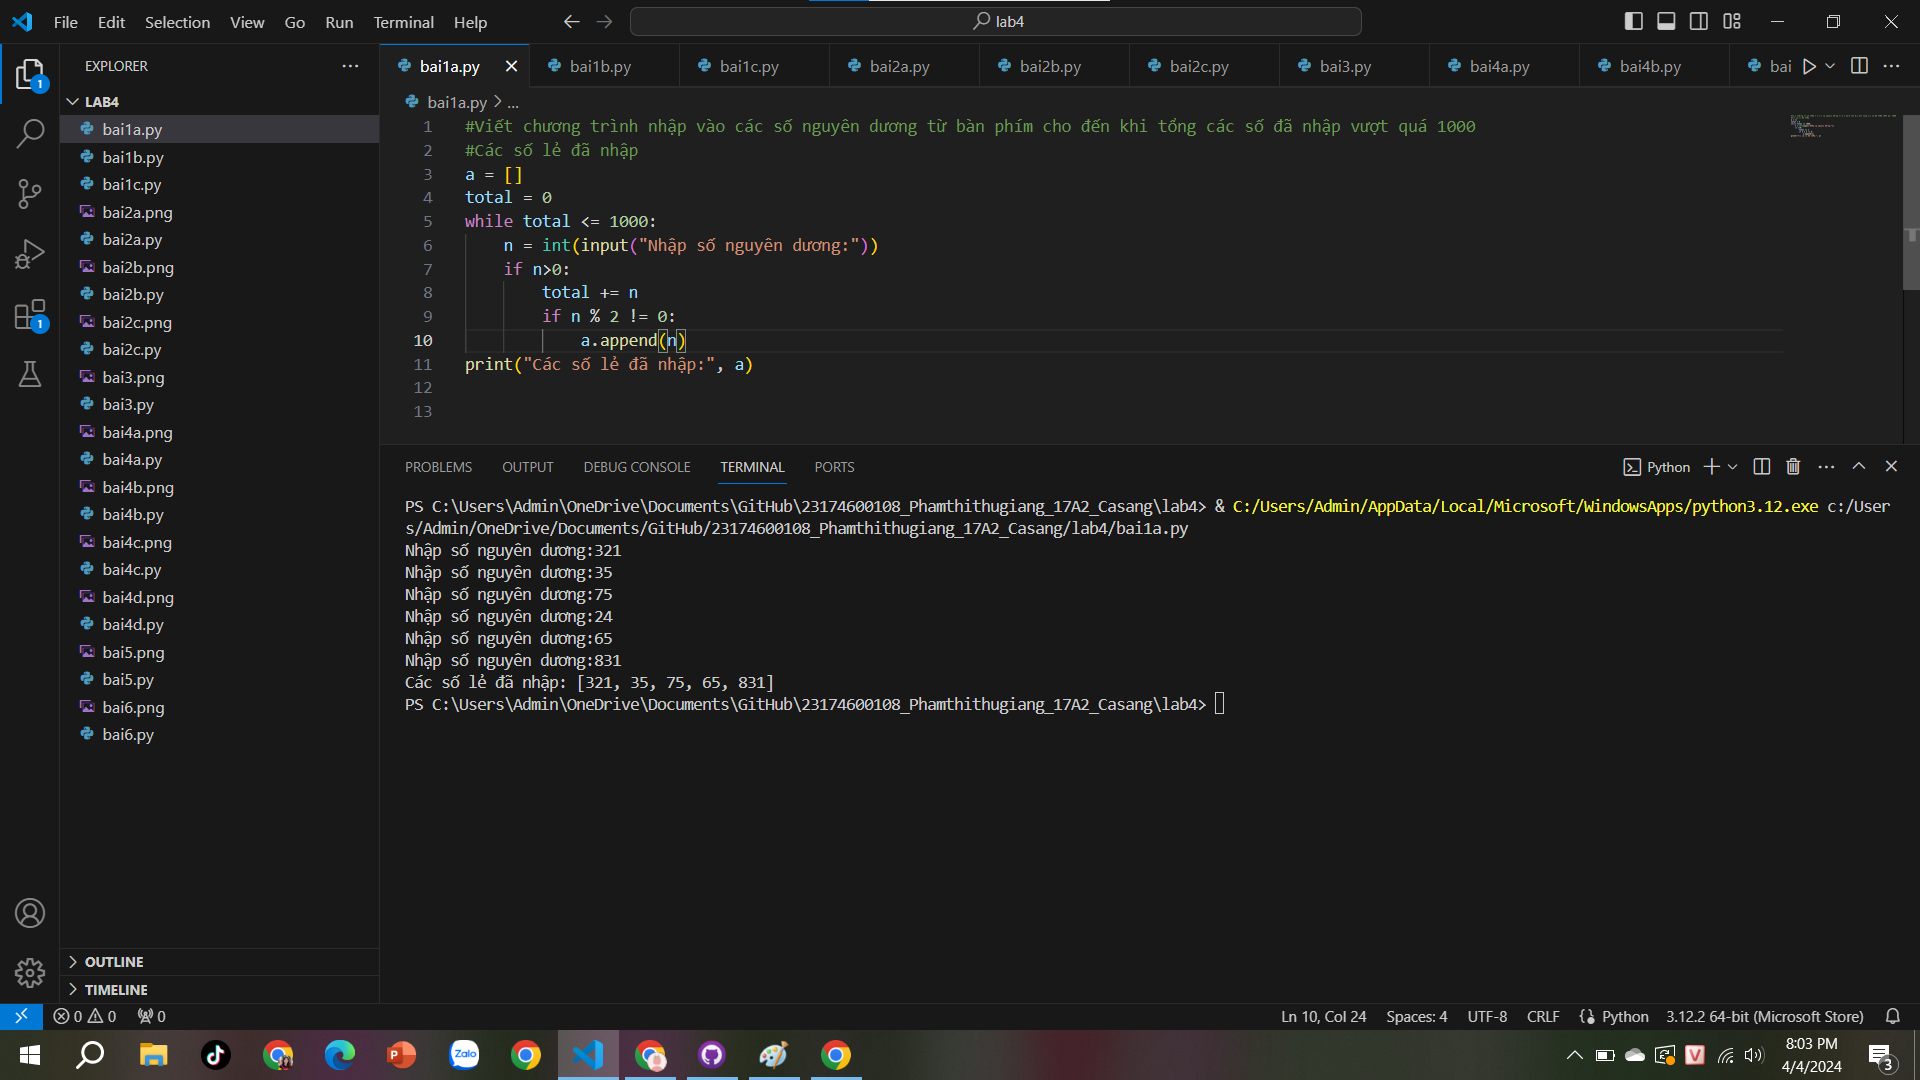 File Edit Selection View Go Run Terminal Help
lab4
EXPLORER
LAB4
bai1a.py
bai1b.py
bai1c.py
bai2a.png
bai2a.py
bai2b.png
bai2b.py
bai2c.png
bai2c.py
bai3.png
bai3.py
bai4a.png
bai4a.py
bai4b.png
bai4b.py
bai4c.png
bai4c.py
bai4d.png
bai4d.py
bai5.png
bai5.py
bai6.png
bai6.py
OUTLINE
TIMELINE
1
1
bai1a.py bai1b.py bai1c.py bai2a.py bai2b.py bai2c.py bai3.py bai4a.py bai4b.py bai
bai1a.py > ...
1 #Viết chương trình nhập vào các số nguyên dương từ bàn phím cho đến khi tổng các số đã nhập vượt quá 1000
2 #Các số lẻ đã nhập
3 a = []
4 total = 0
5 while total <= 1000:
6 n = int(input("Nhập số nguyên dương:"))
7 if n>0:
8 total += n
9 if n % 2 != 0:
10 a.append(n)
11 print("Các số lẻ đã nhập:", a)
12
13
PROBLEMS OUTPUT DEBUG CONSOLE TERMINAL PORTS
Python
PS C:\Users\Admin\OneDrive\Documents\GitHub\23174600108_Phamthithugiang_17A2_Casang\lab4> & C:/Users/Admin/AppData/Local/Microsoft/WindowsApps/python3.12.exe c:/User
s/Admin/OneDrive/Documents/GitHub/23174600108_Phamthithugiang_17A2_Casang/lab4/bai1a.py
Nhập số nguyên dương:321
Nhập số nguyên dương:35
Nhập số nguyên dương:75
Nhập số nguyên dương:24
Nhập số nguyên dương:65
Nhập số nguyên dương:831
Các số lẻ đã nhập: [321, 35, 75, 65, 831]
PS C:\Users\Admin\OneDrive\Documents\GitHub\23174600108_Phamthithugiang_17A2_Casang\lab4>
0 0 0
Ln 10, Col 24 Spaces: 4 UTF-8 CRLF Python 3.12.2 64-bit (Microsoft Store)
Zalo
V
8:03 PM
4/4/2024
3